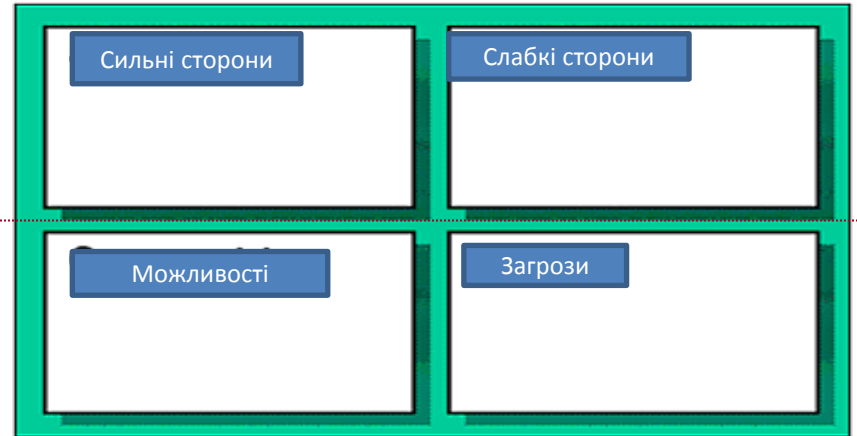 Сильні сторони
Слабкі сторони
Можливості
Загрози